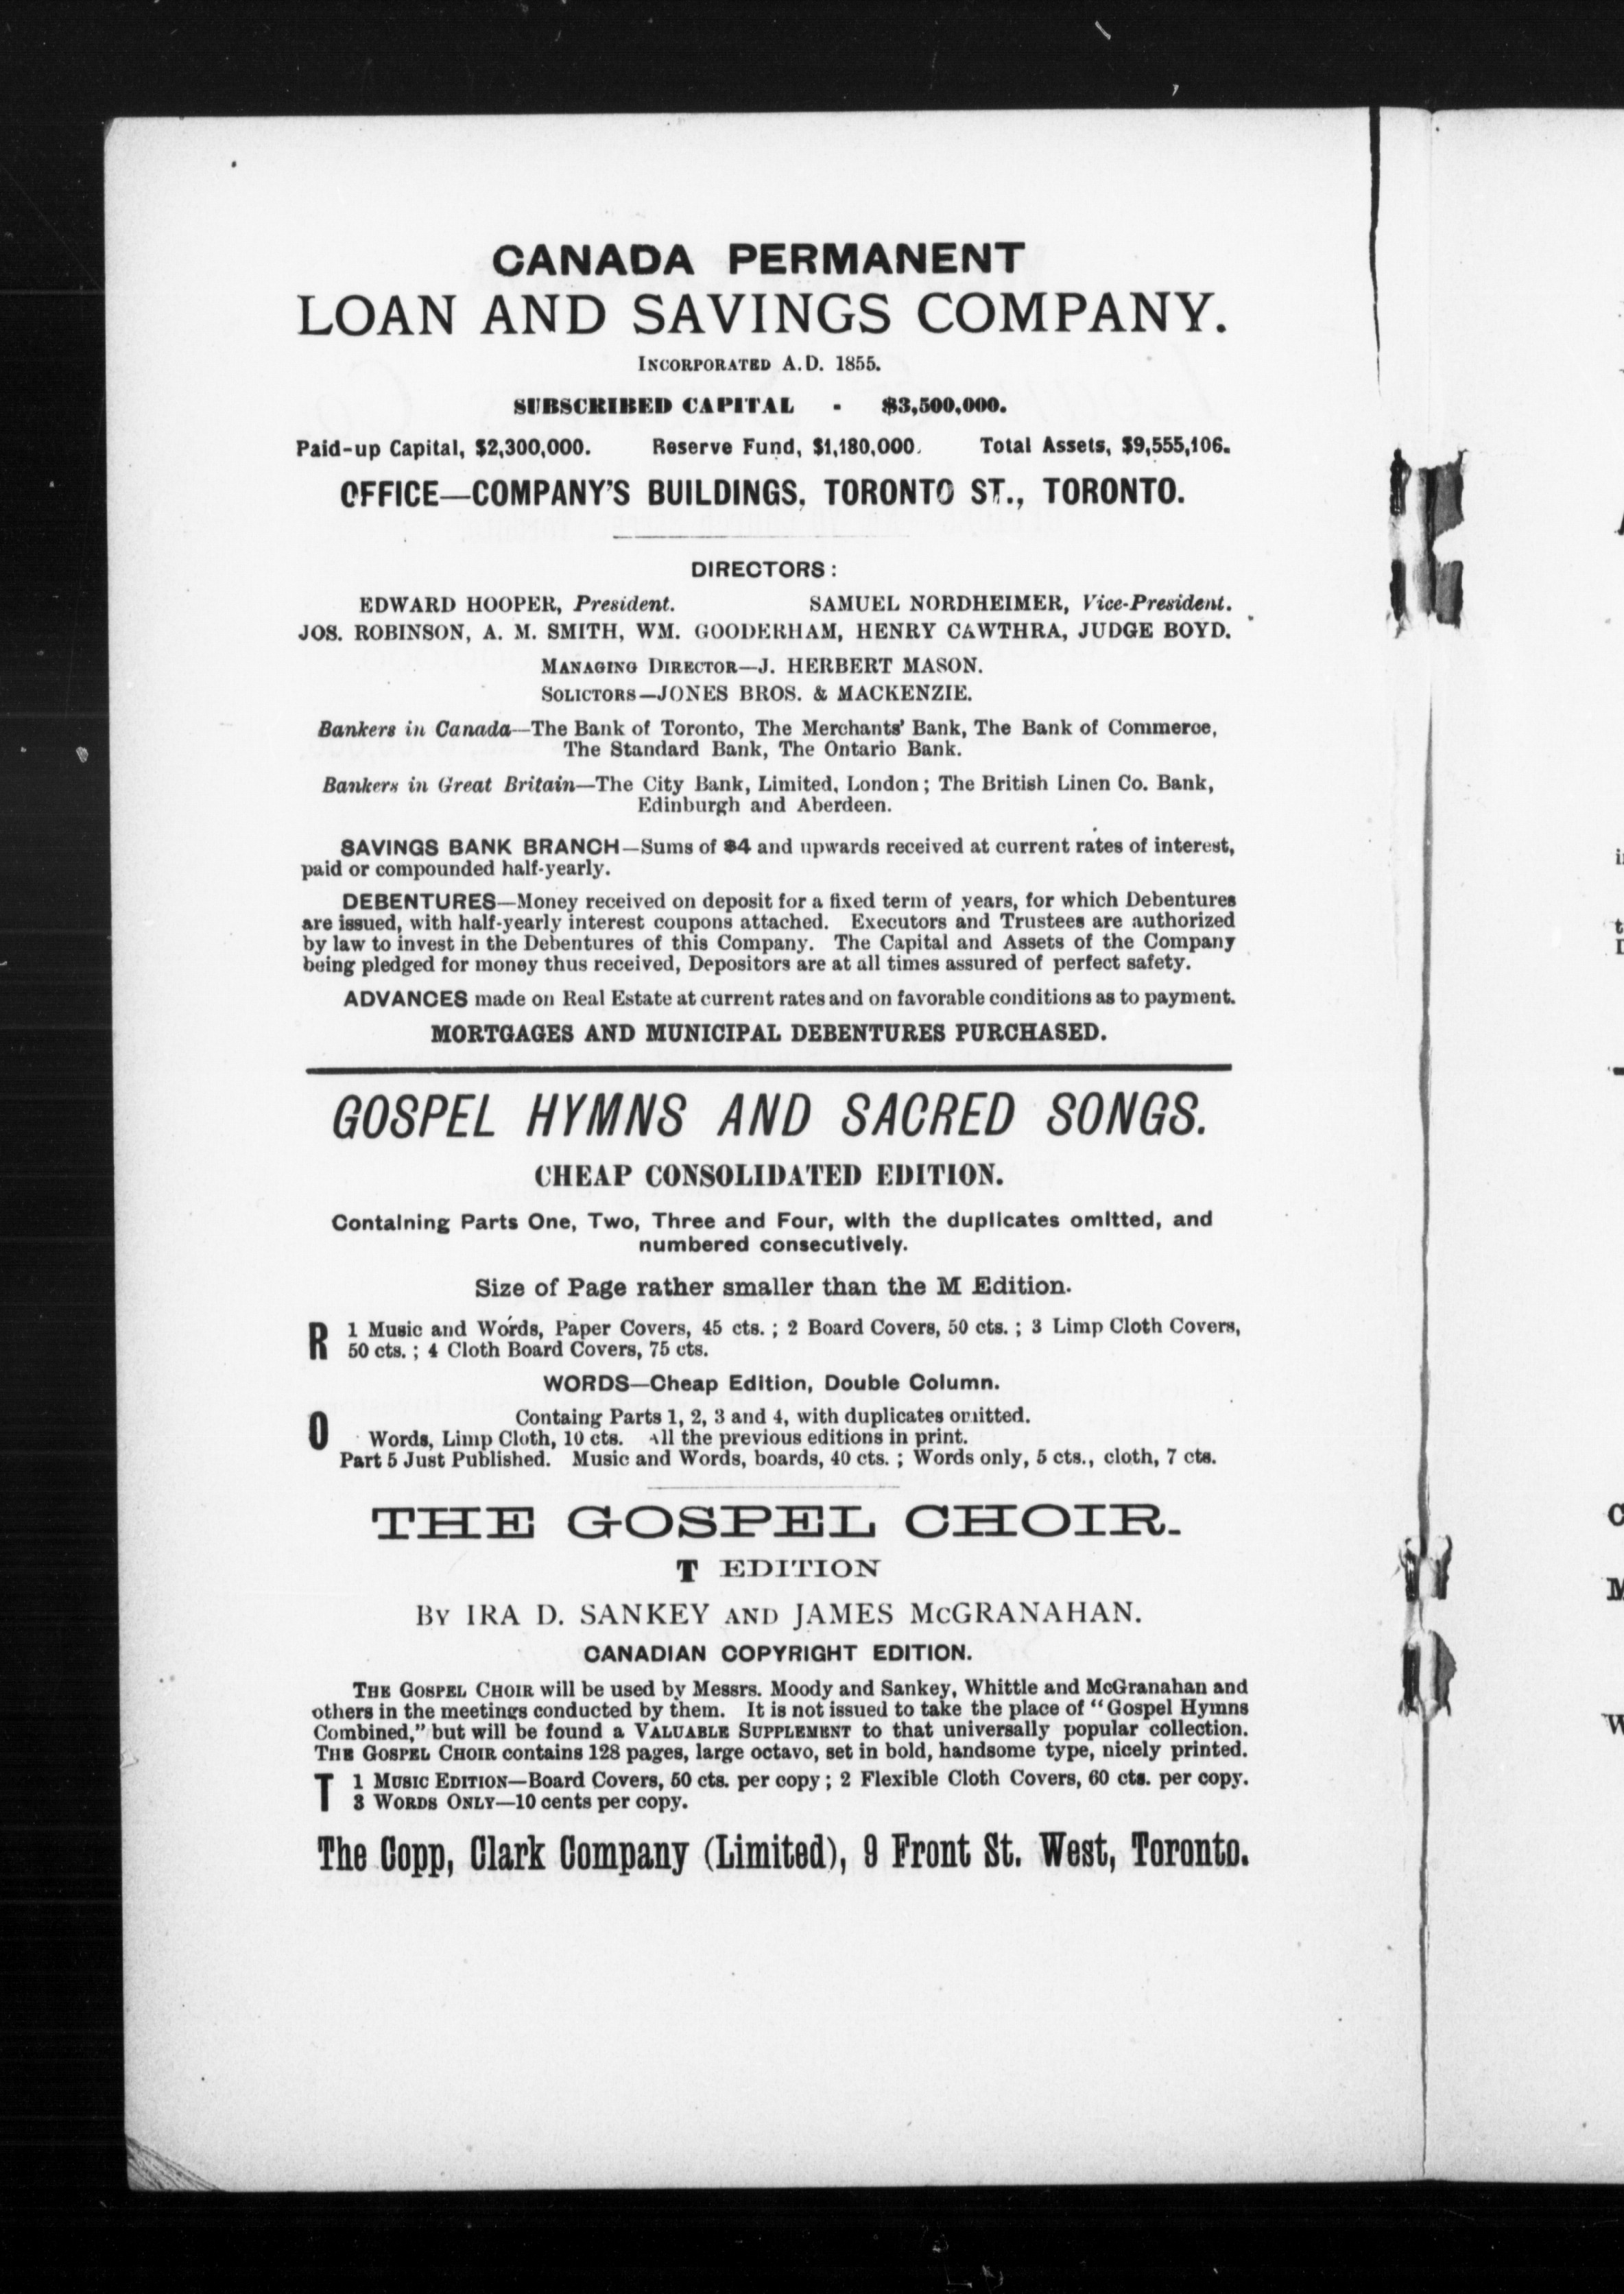 CANADA PERMANENT
LOAN AND SAVINGS COMPANY.
INCORPORATED A.D. 1855.
SUBSCRIBED CAPITAL - $3,500,000.
Paid-up Capital, $2,300,000. Reserve Fund, $1,180,000. Total Assets, $9,555,106.
OFFICE—COMPANY'S BUILDINGS, TORONTO ST., TORONTO.
DIRECTORS:
EDWARD HOOPER, President. SAMUEL NORDHEIMER, Vice-President.
JOS. ROBINSON, A. M. SMITH, WM. GOODERHAM, HENRY CAWTHRA, JUDGE BOYD.
MANAGING DIRECTOR—J. HERBERT MASON.
SOLICTORS—JONES BROS. & MACKENZIE.
Bankers in Canada—The Bank of Toronto, The Merchants' Bank, The Bank of Commerce,
The Standard Bank, The Ontario Bank.
Bankers in Great Britain—The City Bank, Limited, London; The British Linen Co. Bank,
Edinburgh and Aberdeen.
SAVINGS BANK BRANCH—Sums of $4 and upwards received at current rates of interest,
paid or compounded half-yearly.
DEBENTURES—Money received on deposit for a fixed term of years, for which Debentures
are issued, with half-yearly interest coupons attached. Executors and Trustees are authorized
by law to invest in the Debentures of this Company. The Capital and Assets of the Company
being pledged for money thus received, Depositors are at all times assured of perfect safety.
ADVANCES made on Real Estate at current rates and on favorable conditions as to payment.
MORTGAGES AND MUNICIPAL DEBENTURES PURCHASED.
GOSPEL HYMNS AND SACRED SONGS.
CHEAP CONSOLIDATED EDITION.
Containing Parts One, Two, Three and Four, with the duplicates omitted, and
numbered consecutively.
Size of Page rather smaller than the M Edition.
R 1 Music and Words, Paper Covers, 45 cts.; 2 Board Covers, 50 cts.; 3 Limp Cloth Covers,
50 cts.; 4 Cloth Board Covers, 75 cts.
WORDS—Cheap Edition, Double Column.
O Containg Parts 1, 2, 3 and 4, with duplicates omitted.
Words, Limp Cloth, 10 cts. All the previous editions in print.
Part 5 Just Published. Music and Words, boards, 40 cts.; Words only, 5 cts., cloth, 7 cts.
THE GOSPEL CHOIR.
T EDITION
BY IRA D. SANKEY AND JAMES McGRANAHAN.
CANADIAN COPYRIGHT EDITION.
THE GOSPEL CHOIR will be used by Messrs. Moody and Sankey, Whittle and McGranahan and
others in the meetings conducted by them. It is not issued to take the place of "Gospel Hymns
Combined," but will be found a VALUABLE SUPPLEMENT to that universally popular collection.
THE GOSPEL CHOIR contains 128 pages, large octavo, set in bold, handsome type, nicely printed.
T 1 MUSIC EDITION—Board Covers, 50 cts. per copy; 2 Flexible Cloth Covers, 60 cts. per copy.
3 WORDS ONLY—10 cents per copy.
The Copp, Clark Company (Limited), 9 Front St. West, Toronto.